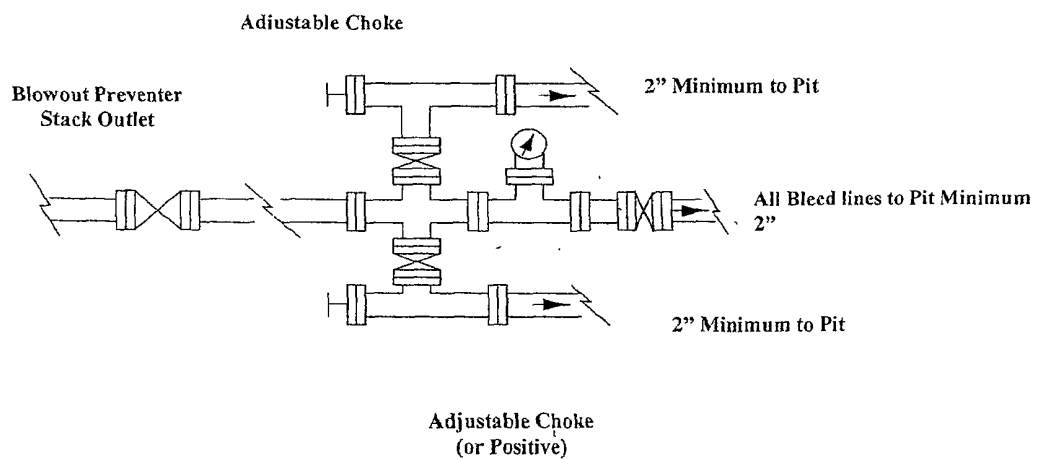 Adiustable Choke
2” Minimum to Pit
Blowout Preventer
Stack Outlet
All Bleed lines to Pit Minimum
2”
2” Minimum to Pit
Adjustable Choke
(or Positive)